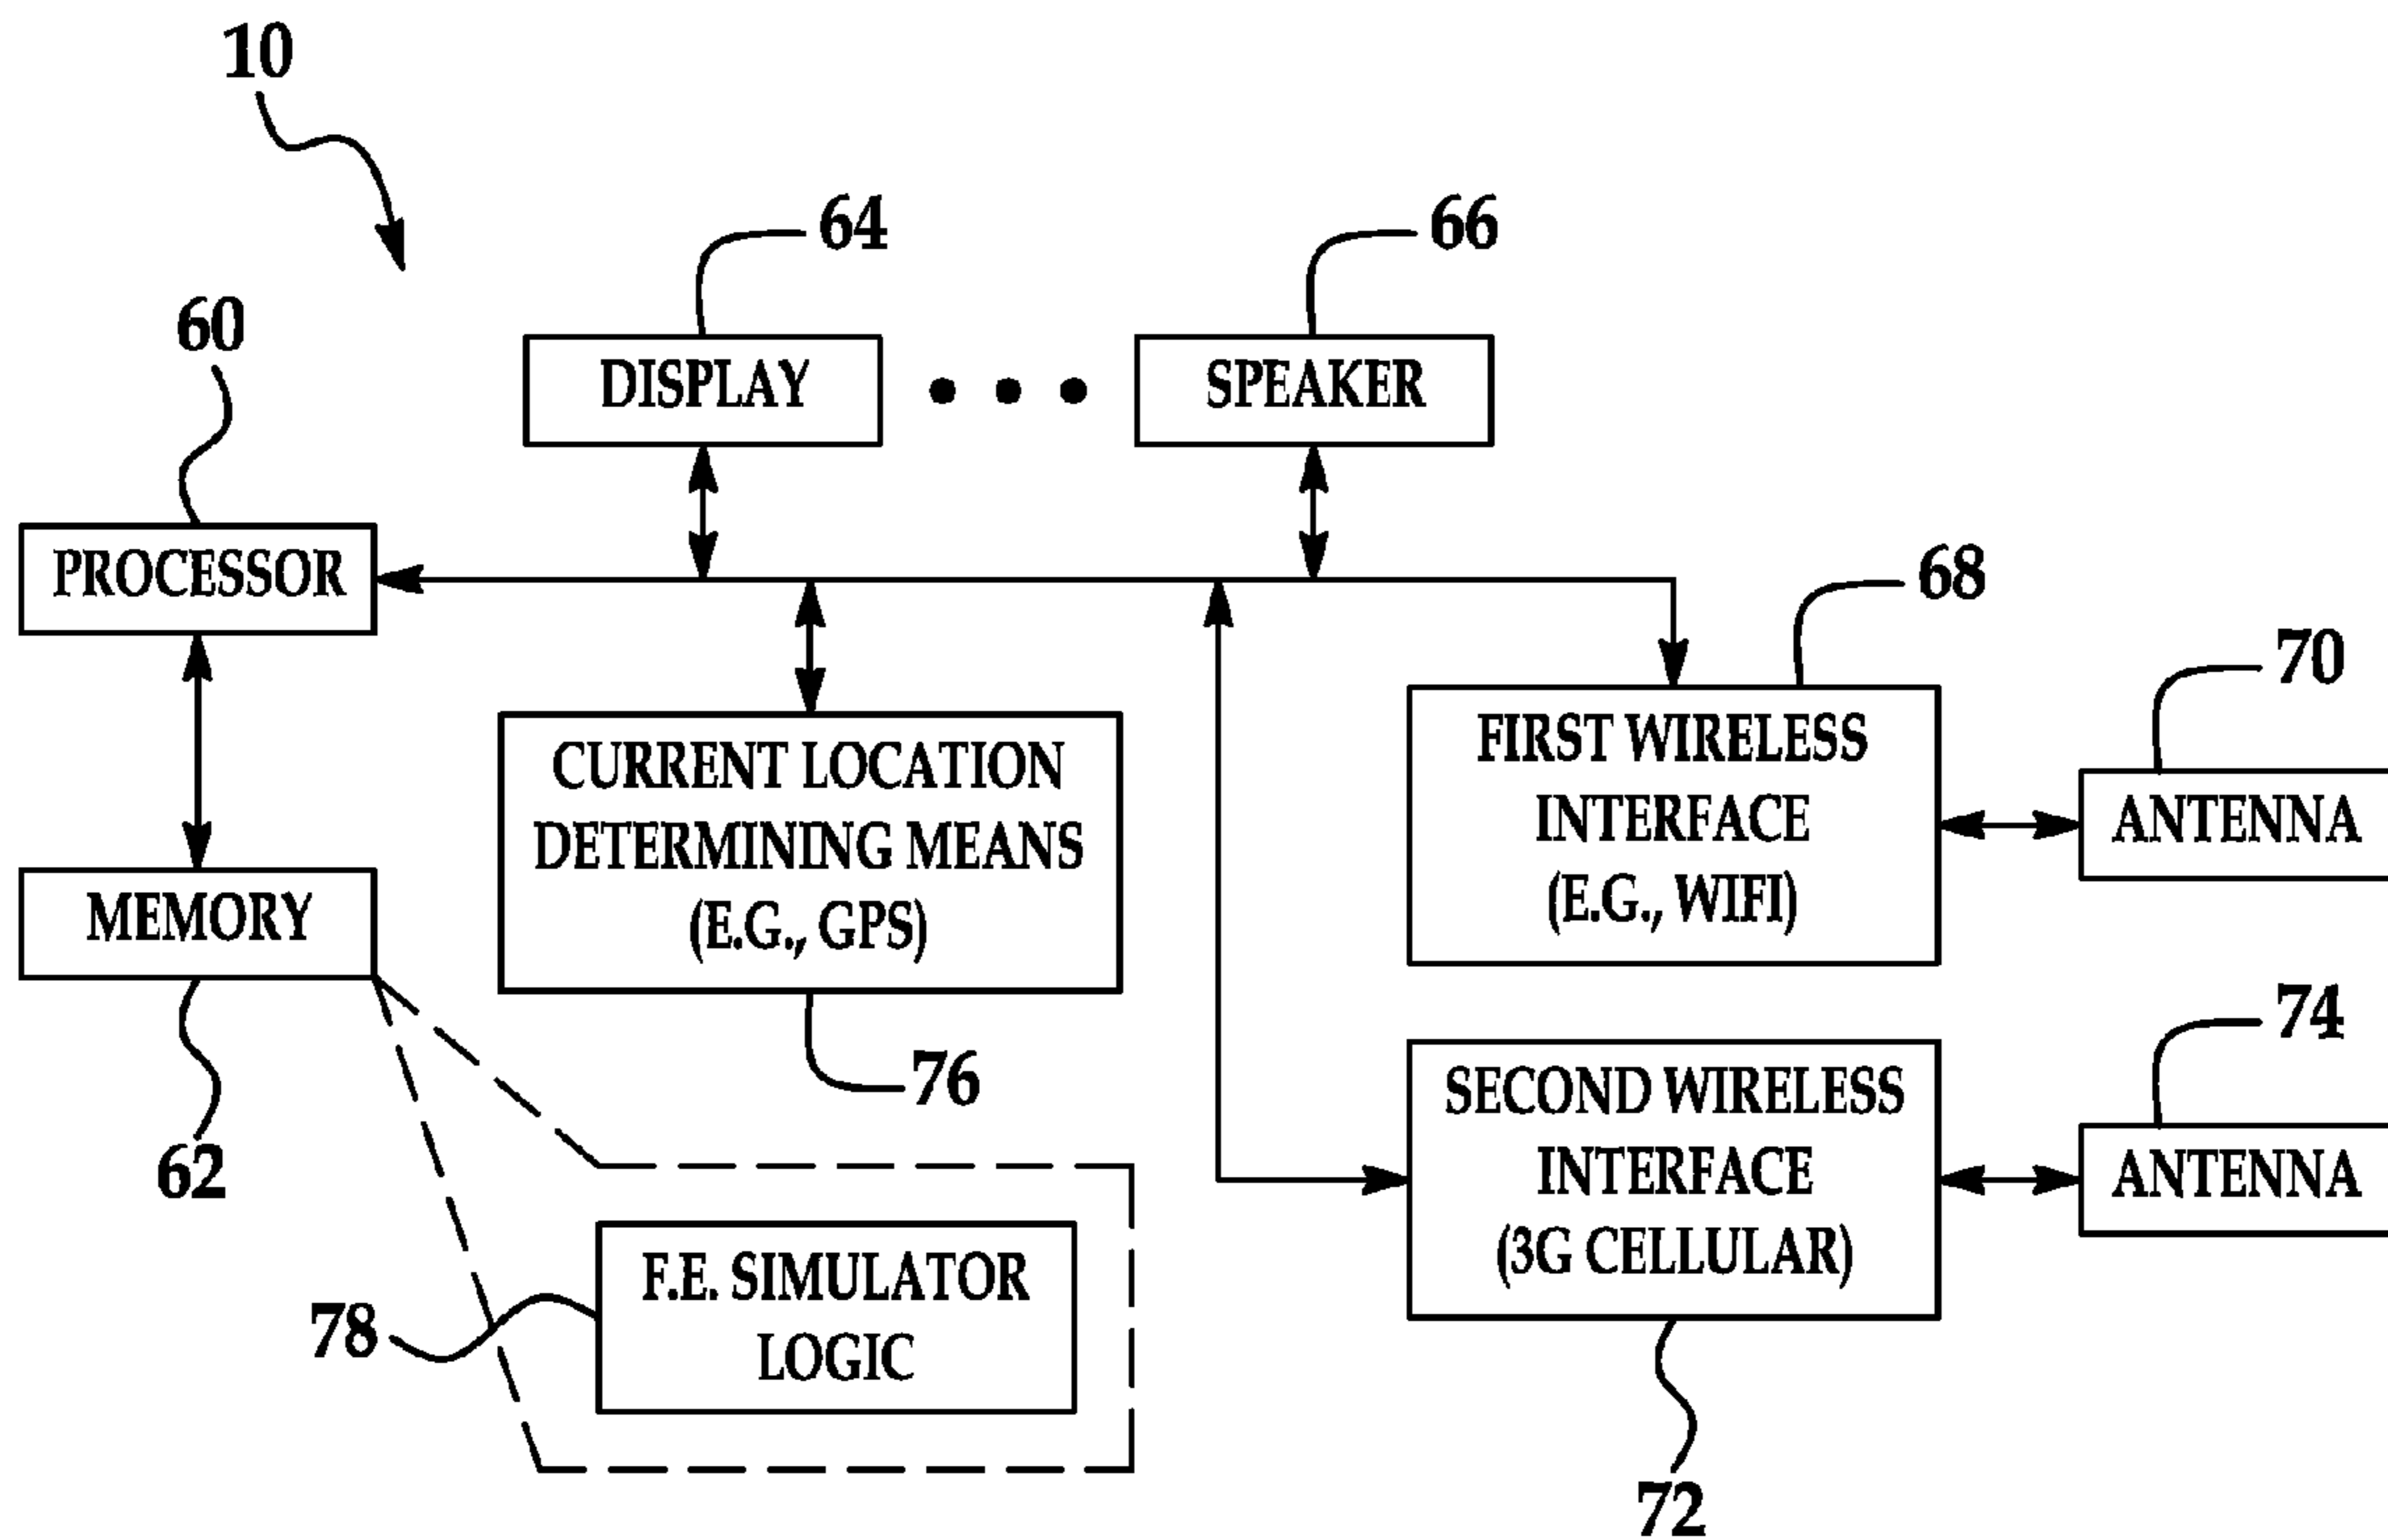 10
64
66
60
DISPLAY
SPEAKER
PROCESSOR
68
70
CURRENT LOCATION
DETERMINING MEANS
(E.G., GPS)
FIRST WIRELESS
INTERFACE
(E.G., WIFI)
ANTENNA
MEMORY
62
76
74
SECOND WIRELESS
INTERFACE
(3G CELLULAR)
ANTENNA
78
F.E. SIMULATOR
LOGIC
72